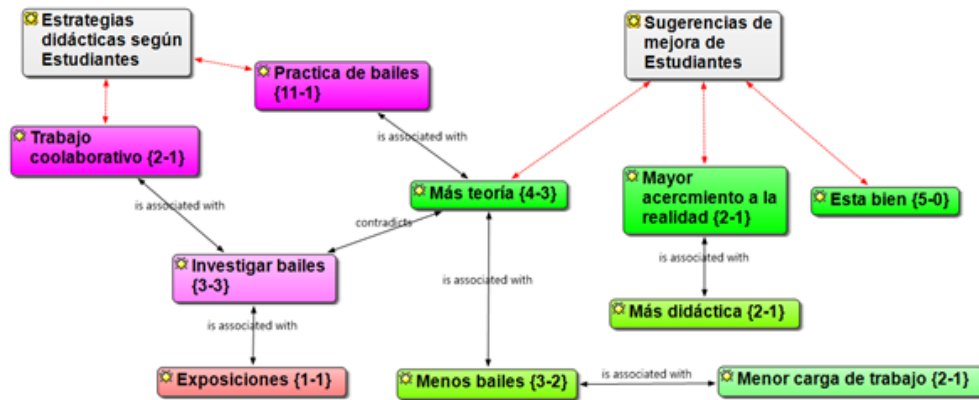 Estrategias
didácticas según
Estudiantes
Sugerencias de
mejora de
Estudiantes
Practica de bailes
{11-1}
Trabajo
coolaborativo {2-1}
is associated with
Más teoría {4-3}
Mayor
acercmiento a la
realidad {2-1}
Esta bien {5-0}
is associated with
contradicts
Investigar bailes
{3-3}
is associated with
is associated with
Más didáctica {2-1}
is associated with
Exposiciones {1-1}
Menos bailes {3-2}
is associated with
Menor carga de trabajo {2-1}